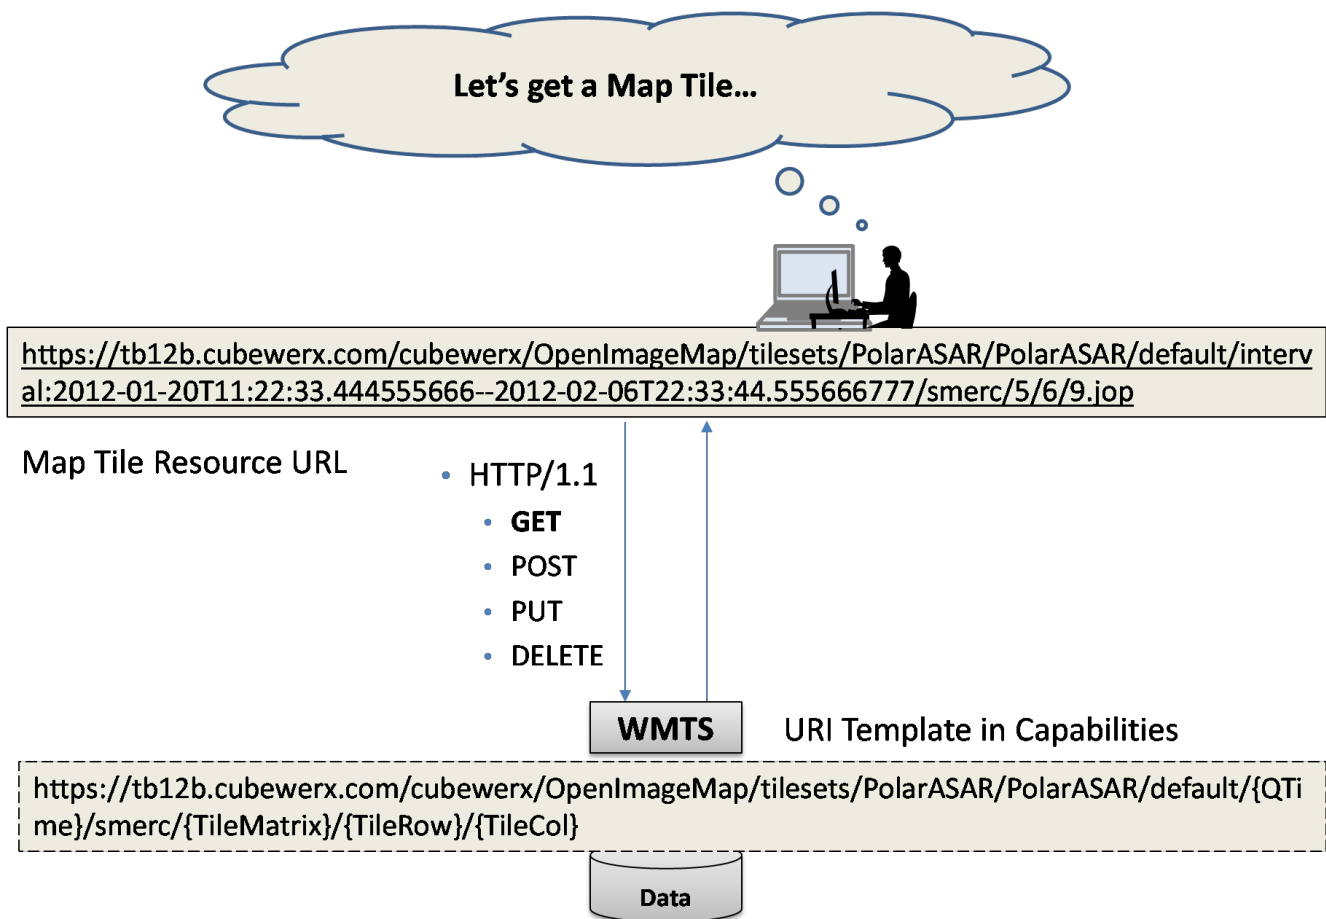 Let's get a Map Tile...
https://tb12b.cubewerx.com/cubewerx/OpenImageMap/tilesets/PolarASAR/PolarASAR/default/interv
al:2012-01-20T11:22:33.444555666--2012-02-06T22:33:44.555666777/smerc/5/6/9.jop
Map Tile Resource URL
• HTTP/1.1
• GET
• POST
• PUT
• DELETE
WMTS
URI Template in Capabilities
https://tb12b.cubewerx.com/cubewerx/OpenImageMap/tilesets/PolarASAR/PolarASAR/default/{QTi
me}/smerc/{TileMatrix}/{TileRow}/{TileCol}
Data